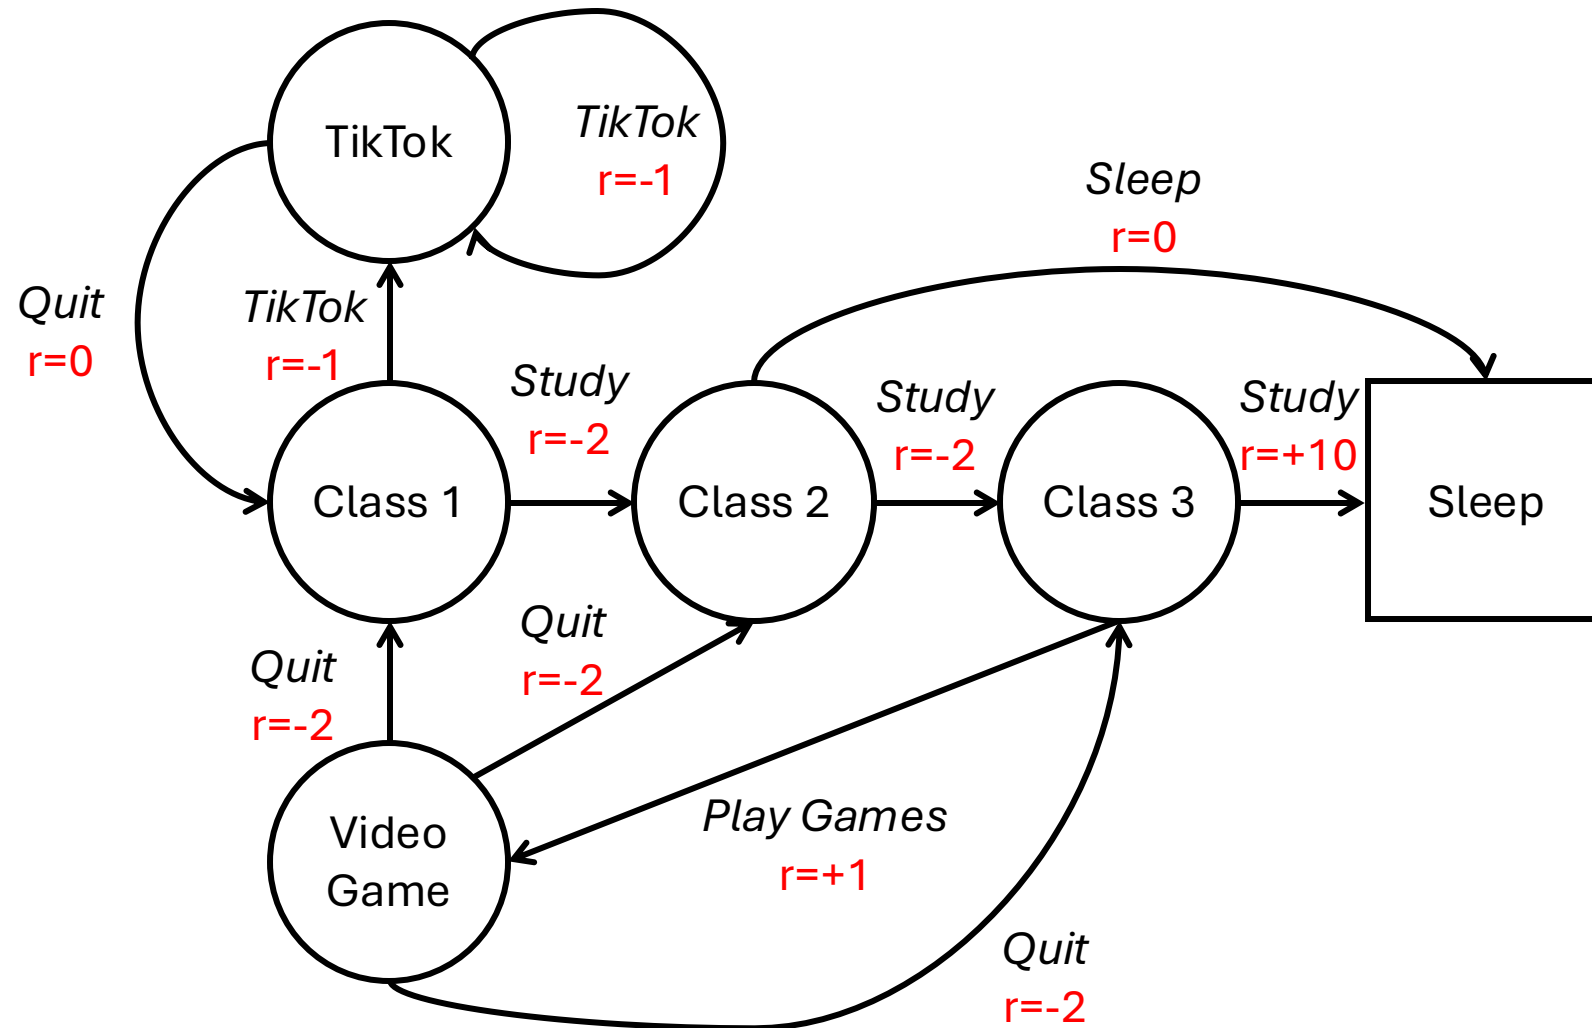 TikTok
TikTok
r=-1
Sleep
r=0
Quit
r=0
TikTok
r=-1
Study
r=-2
Study
r=-2
Study
r=+10
Class 1
Class 2
Class 3
Sleep
Quit
r=-2
Quit
r=-2
Video
Game
Play Games
r=+1
Quit
r=-2